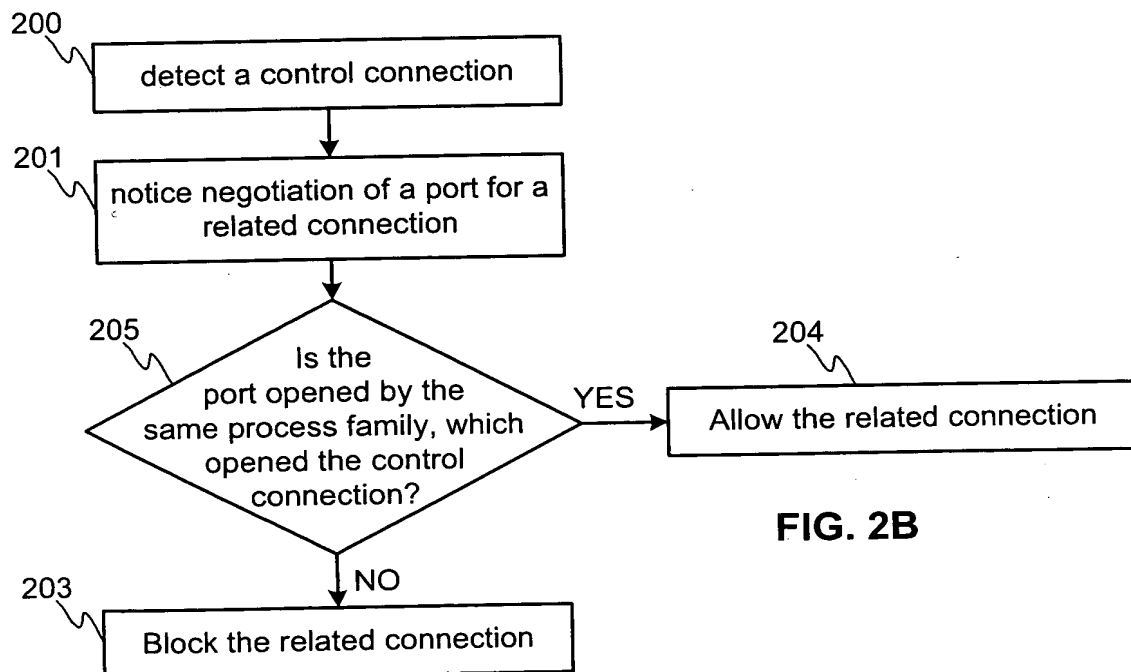 200
detect a control connection
201
notice negotiation of a port for a
related connection
205
Is the
port opened by the
same process family, which
opened the control
connection?
YES
204
Allow the related connection
FIG. 2B
NO
203
Block the related connection